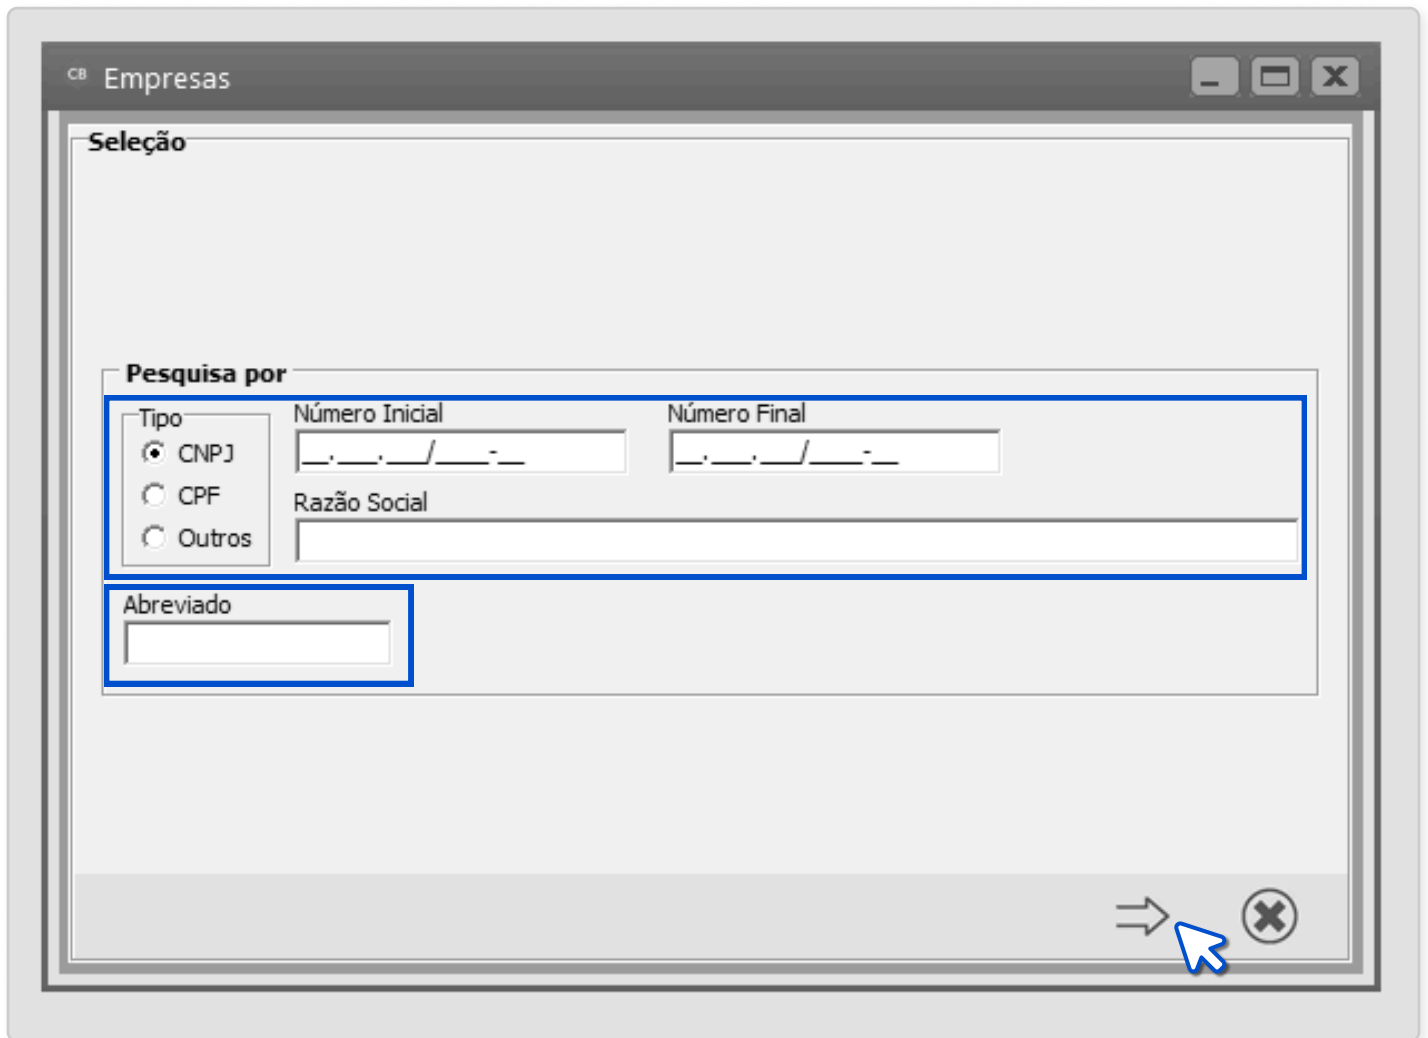 CB Empresas
Seleção
Pesquisa por
Tipo
Número Inicial
Número Final
CNPJ
__.___.___/____-__
__.___.___/____-__
CPF
Razão Social
Outros
Abreviado